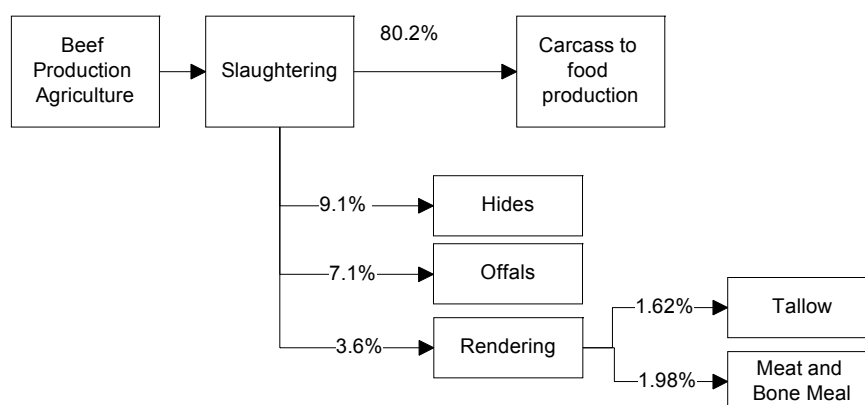 Beef
Production
Agriculture
Slaughtering
80.2%
Carcass to
food
production
9.1%
Hides
7.1%
Offals
3.6%
Rendering
1.62%
Tallow
1.98%
Meat and
Bone Meal